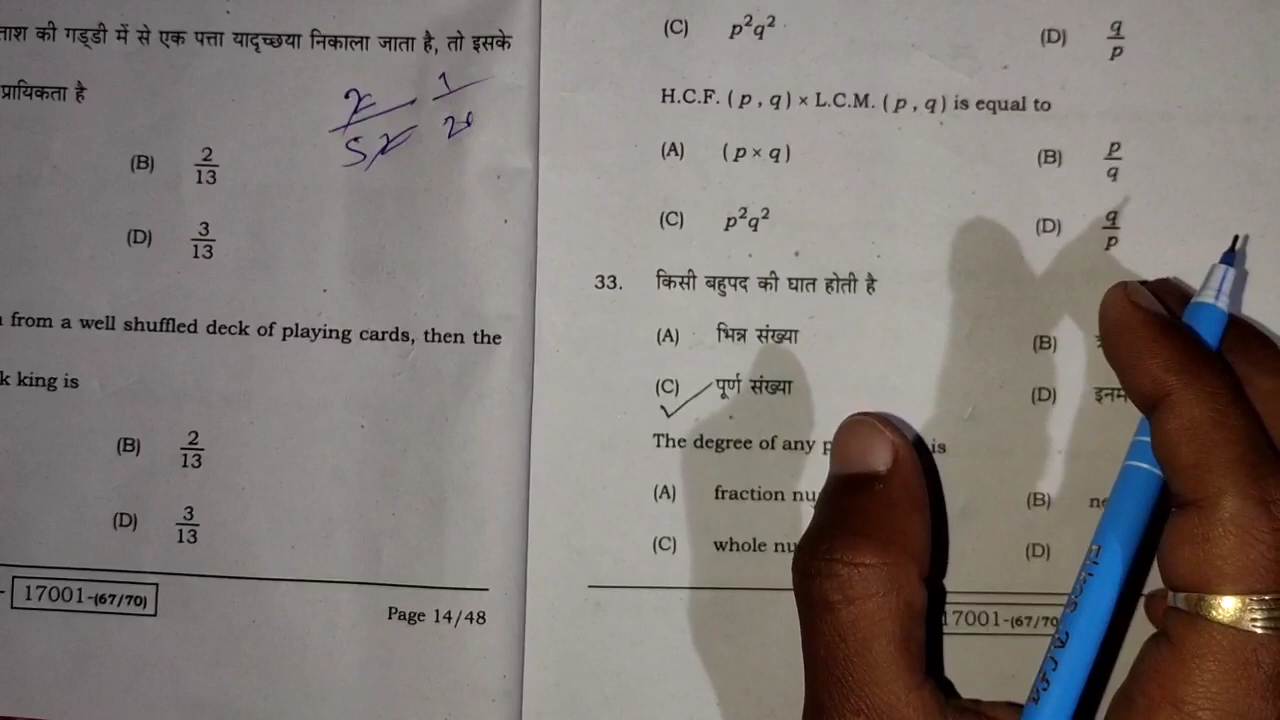 ताश की गड्डी में से एक पत्ता यादृच्छया निकाला जाता है, तो इसके
प्रायिकता है
(B) 2/13
(D) 3/13
from a well shuffled deck of playing cards, then the
king is
(B) 2/13
(D) 3/13
17001-(67/70)
Page 14/48
(C) p²q²
(D) q/p
H.C.F. (p, q) × L.C.M. (p, q) is equal to
(A) (p × q)
(B) p/q
(C) p²q²
(D) q/p
33. किसी बहुपद की घात होती है
(A) भिन्न संख्या
(B)
(C) पूर्ण संख्या
(D)
The degree of any is
(A) fraction
(B)
(C) whole
(D)
17001-(67/70